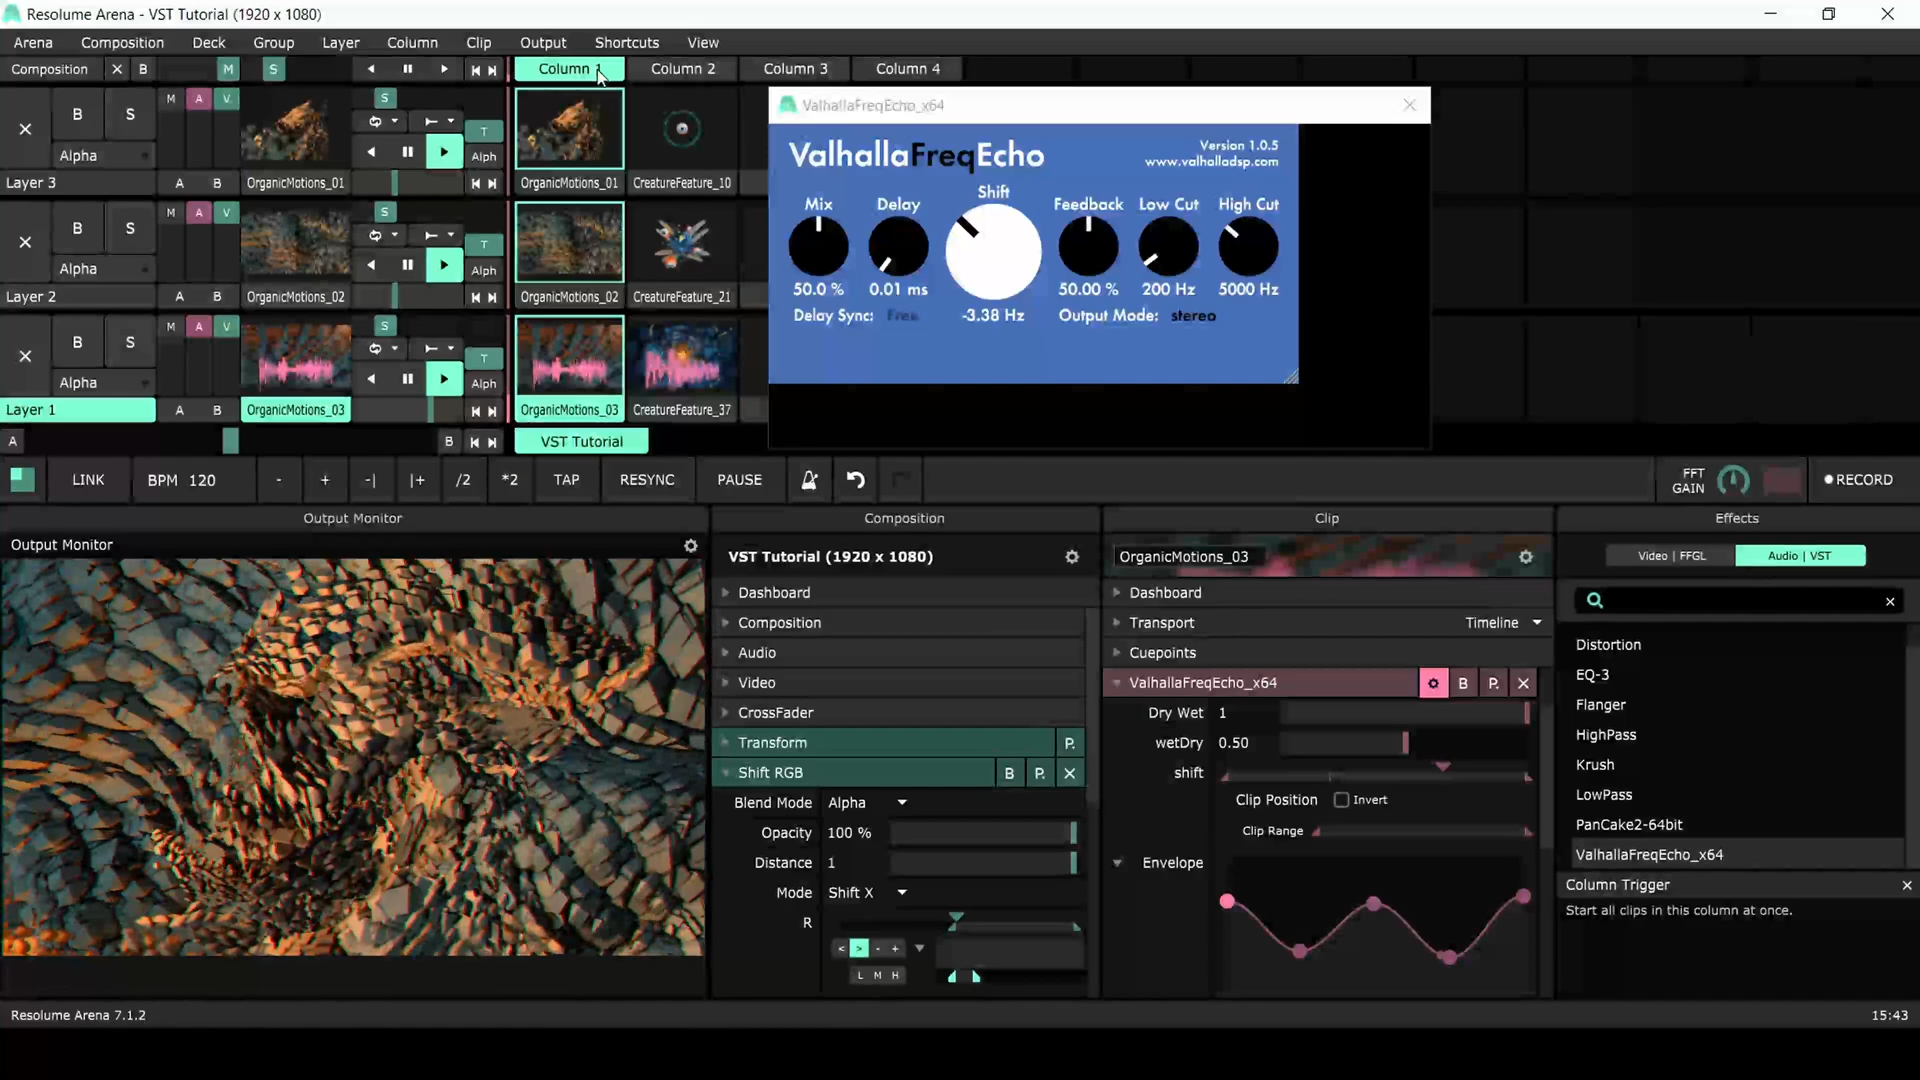 Resolume Arena - VST Tutorial (1920 x 1080)
Arena Composition Deck Group Layer Column Clip Output Shortcuts View
Composition B M S Column 1 Column 2 Column 3 Column 4
B S M A V S T Alph
Alpha
Layer 3 A B OrganicMotions_01 OrganicMotions_01 CreatureFeature_10
B S M A V S T Alph
Alpha
Layer 2 A B OrganicMotions_02 OrganicMotions_02 CreatureFeature_21
B S M A V S T Alph
Alpha
Layer 1 A B OrganicMotions_03 OrganicMotions_03 CreatureFeature_37
A B VST Tutorial
ValhallaFreqEcho_x64
ValhallaFreqEcho
Version 1.0.5
www.valhalladsp.com
Mix Delay Shift Feedback Low Cut High Cut
50.0 % 0.01 ms -3.38 Hz 50.00 % 200 Hz 5000 Hz
Delay Sync: Free Output Mode: stereo
LINK BPM 120 - + -| |+ /2 *2 TAP RESYNC PAUSE
FFT
GAIN
RECORD
Output Monitor Composition Clip Effects
Output Monitor
VST Tutorial (1920 x 1080)
Dashboard
Composition
Audio
Video
CrossFader
Transform P.
Shift RGB B P.
Blend Mode Alpha
Opacity 100 %
Distance 1
Mode Shift X
R
< > - +
L M H
OrganicMotions_03
Dashboard
Transport Timeline
Cuepoints
ValhallaFreqEcho_x64 B P.
Dry Wet 1
wetDry 0.50
shift
Clip Position Invert
Clip Range
Envelope
Video | FFGL Audio | VST
Distortion
EQ-3
Flanger
HighPass
Krush
LowPass
PanCake2-64bit
ValhallaFreqEcho_x64
Column Trigger
Start all clips in this column at once.
Resolume Arena 7.1.2
15:43